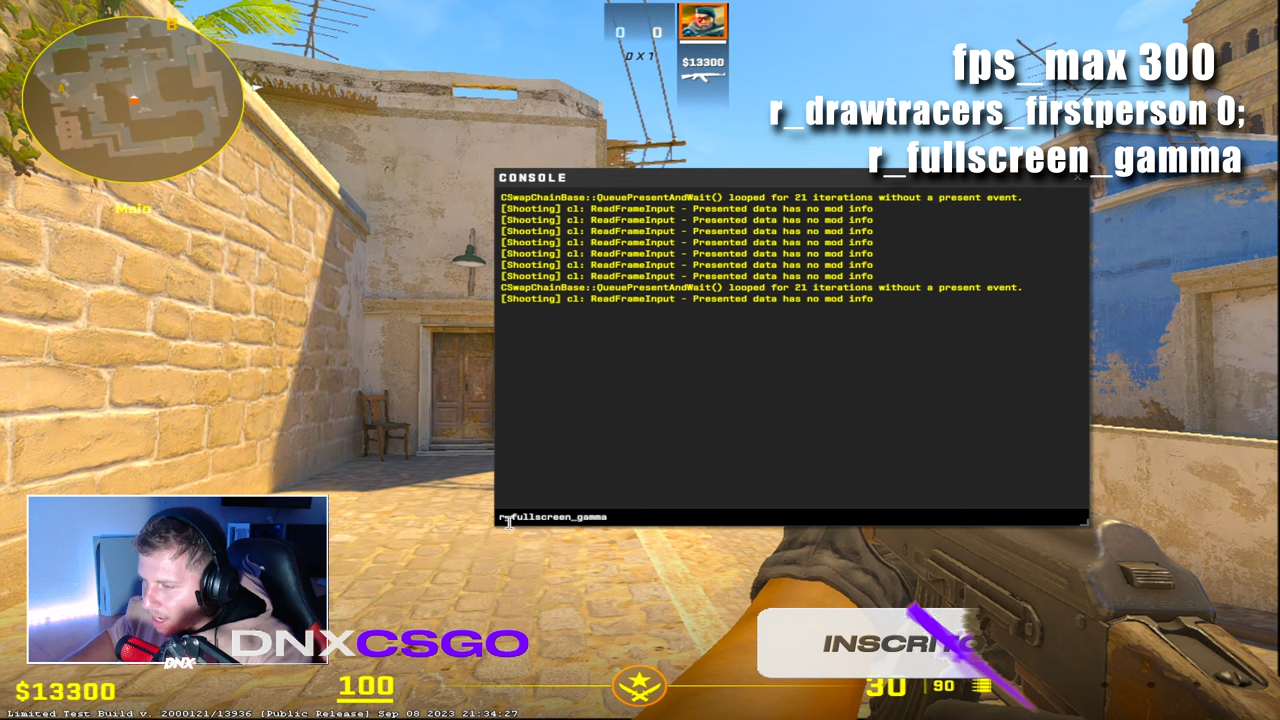 B
A
Meio
0 0
0 X 1
$13300
fps_max 300
r_drawtracers_firstperson 0;
r_fullscreen_gamma
CONSOLE
CSwapChainBase::QueuePresentAndWait() looped for 21 iterations without a present event.
[Shooting] cl: ReadFrameInput - Presented data has no mod info
[Shooting] cl: ReadFrameInput - Presented data has no mod info
[Shooting] cl: ReadFrameInput - Presented data has no mod info
[Shooting] cl: ReadFrameInput - Presented data has no mod info
[Shooting] cl: ReadFrameInput - Presented data has no mod info
[Shooting] cl: ReadFrameInput - Presented data has no mod info
[Shooting] cl: ReadFrameInput - Presented data has no mod info
CSwapChainBase::QueuePresentAndWait() looped for 21 iterations without a present event.
[Shooting] cl: ReadFrameInput - Presented data has no mod info
r_fullscreen_gamma
DNXCSGO
DNX
INSCRITO
$13300
100
30 90
Limited Test Build v. 2000121/13936 [Public Release] Sep 08 2023 21:34:27